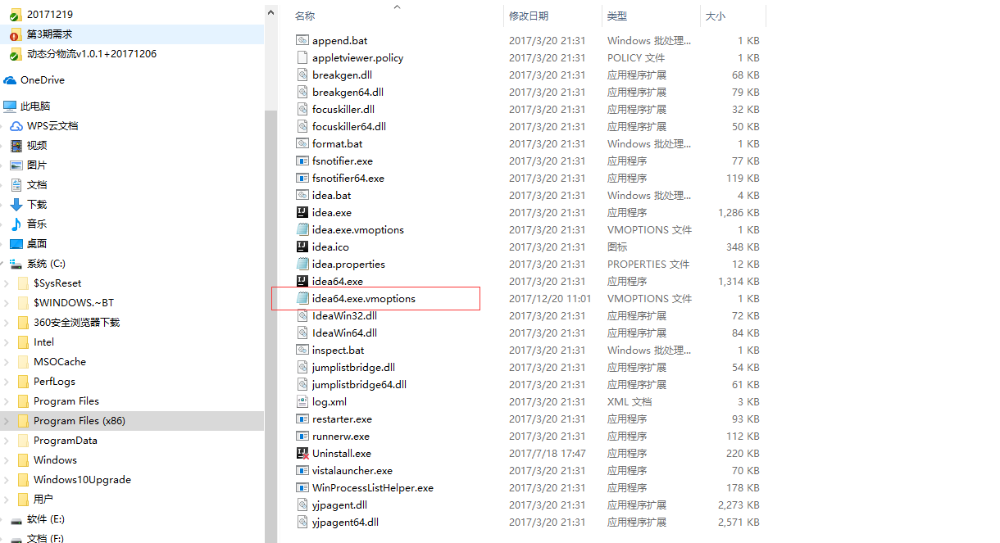 20171219
第3期需求
动态分物流v1.0.1+20171206
OneDrive
此电脑
WPS云文档
视频
图片
文档
下载
音乐
桌面
系统 (C:)
$SysReset
$WINDOWS.~BT
360安全浏览器下载
Intel
MSOCache
PerfLogs
Program Files
Program Files (x86)
ProgramData
Windows
Windows10Upgrade
用户
软件 (E:)
文档 (F:)
名称 修改日期 类型 大小
append.bat 2017/3/20 21:31 Windows 批处理... 1 KB
appletviewer.policy 2017/3/20 21:31 POLICY 文件 1 KB
breakgen.dll 2017/3/20 21:31 应用程序扩展 68 KB
breakgen64.dll 2017/3/20 21:31 应用程序扩展 79 KB
focuskiller.dll 2017/3/20 21:31 应用程序扩展 32 KB
focuskiller64.dll 2017/3/20 21:31 应用程序扩展 50 KB
format.bat 2017/3/20 21:31 Windows 批处理... 1 KB
fsnotifier.exe 2017/3/20 21:31 应用程序 77 KB
fsnotifier64.exe 2017/3/20 21:31 应用程序 119 KB
idea.bat 2017/3/20 21:31 Windows 批处理... 4 KB
idea.exe 2017/3/20 21:31 应用程序 1,286 KB
idea.exe.vmoptions 2017/3/20 21:31 VMOPTIONS 文件 1 KB
idea.ico 2017/3/20 21:31 图标 348 KB
idea.properties 2017/3/20 21:31 PROPERTIES 文件 12 KB
idea64.exe 2017/3/20 21:31 应用程序 1,314 KB
idea64.exe.vmoptions 2017/12/20 11:01 VMOPTIONS 文件 1 KB
IdeaWin32.dll 2017/3/20 21:31 应用程序扩展 72 KB
IdeaWin64.dll 2017/3/20 21:31 应用程序扩展 84 KB
inspect.bat 2017/3/20 21:31 Windows 批处理... 1 KB
jumplistbridge.dll 2017/3/20 21:31 应用程序扩展 54 KB
jumplistbridge64.dll 2017/3/20 21:31 应用程序扩展 61 KB
log.xml 2017/3/20 21:31 XML 文档 3 KB
restarter.exe 2017/3/20 21:31 应用程序 93 KB
runnerw.exe 2017/3/20 21:31 应用程序 112 KB
Uninstall.exe 2017/7/18 17:47 应用程序 220 KB
vistalauncher.exe 2017/3/20 21:31 应用程序 70 KB
WinProcessListHelper.exe 2017/3/20 21:31 应用程序 178 KB
yjpagent.dll 2017/3/20 21:31 应用程序扩展 2,273 KB
yjpagent64.dll 2017/3/20 21:31 应用程序扩展 2,571 KB